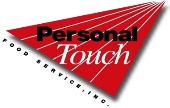 Personal
Touch
FOOD SERVICE, INC.